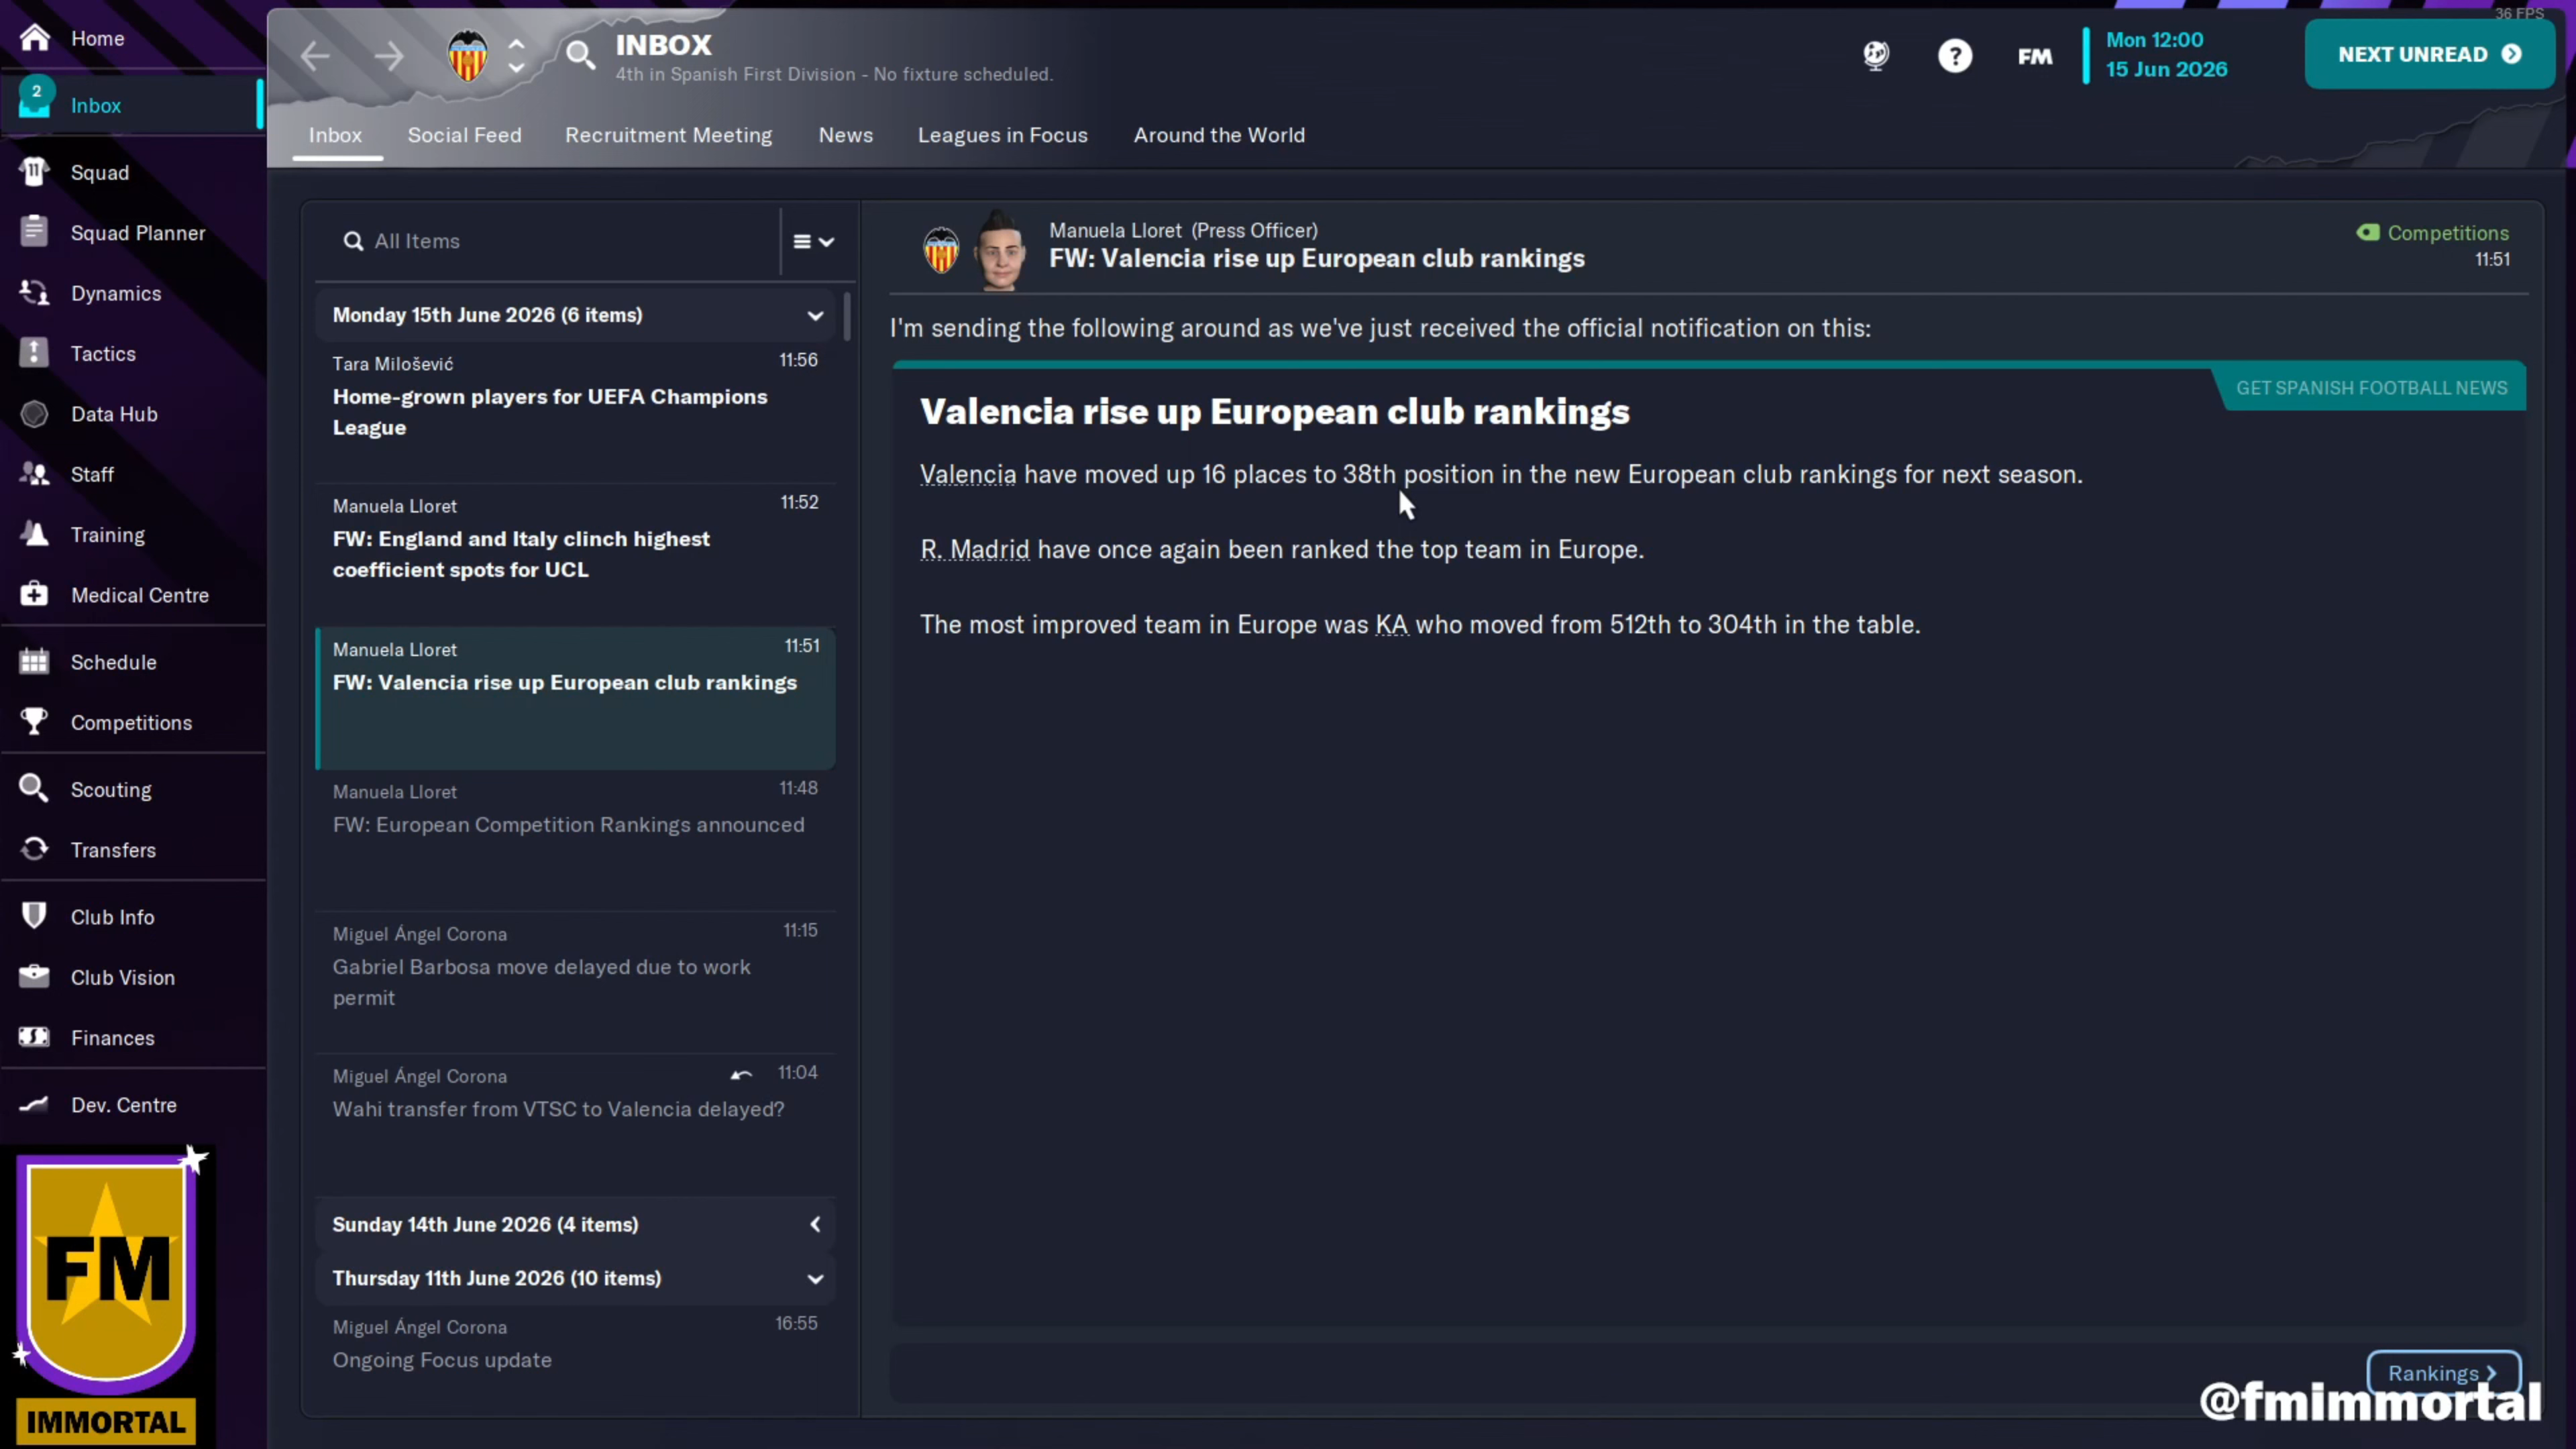 36 FPS
Home
2
Inbox
Squad
Squad Planner
Dynamics
Tactics
Data Hub
Staff
Training
Medical Centre
Schedule
Competitions
Scouting
Transfers
Club Info
Club Vision
Finances
Dev. Centre
FM
IMMORTAL
INBOX
4th in Spanish First Division - No fixture scheduled.
FM
Mon 12:00
15 Jun 2026
NEXT UNREAD
Inbox Social Feed Recruitment Meeting News Leagues in Focus Around the World
All Items
Monday 15th June 2026 (6 items)
Tara Milošević 11:56
Home-grown players for UEFA Champions
League
Manuela Lloret 11:52
FW: England and Italy clinch highest
coefficient spots for UCL
Manuela Lloret 11:51
FW: Valencia rise up European club rankings
Manuela Lloret 11:48
FW: European Competition Rankings announced
Miguel Ángel Corona 11:15
Gabriel Barbosa move delayed due to work
permit
Miguel Ángel Corona 11:04
Wahi transfer from VTSC to Valencia delayed?
Sunday 14th June 2026 (4 items)
Thursday 11th June 2026 (10 items)
Miguel Ángel Corona 16:55
Ongoing Focus update
Manuela Lloret (Press Officer)
FW: Valencia rise up European club rankings
Competitions
11:51
I'm sending the following around as we've just received the official notification on this:
GET SPANISH FOOTBALL NEWS
Valencia rise up European club rankings
Valencia have moved up 16 places to 38th position in the new European club rankings for next season.
R. Madrid have once again been ranked the top team in Europe.
The most improved team in Europe was KA who moved from 512th to 304th in the table.
Rankings
@fmimmortal